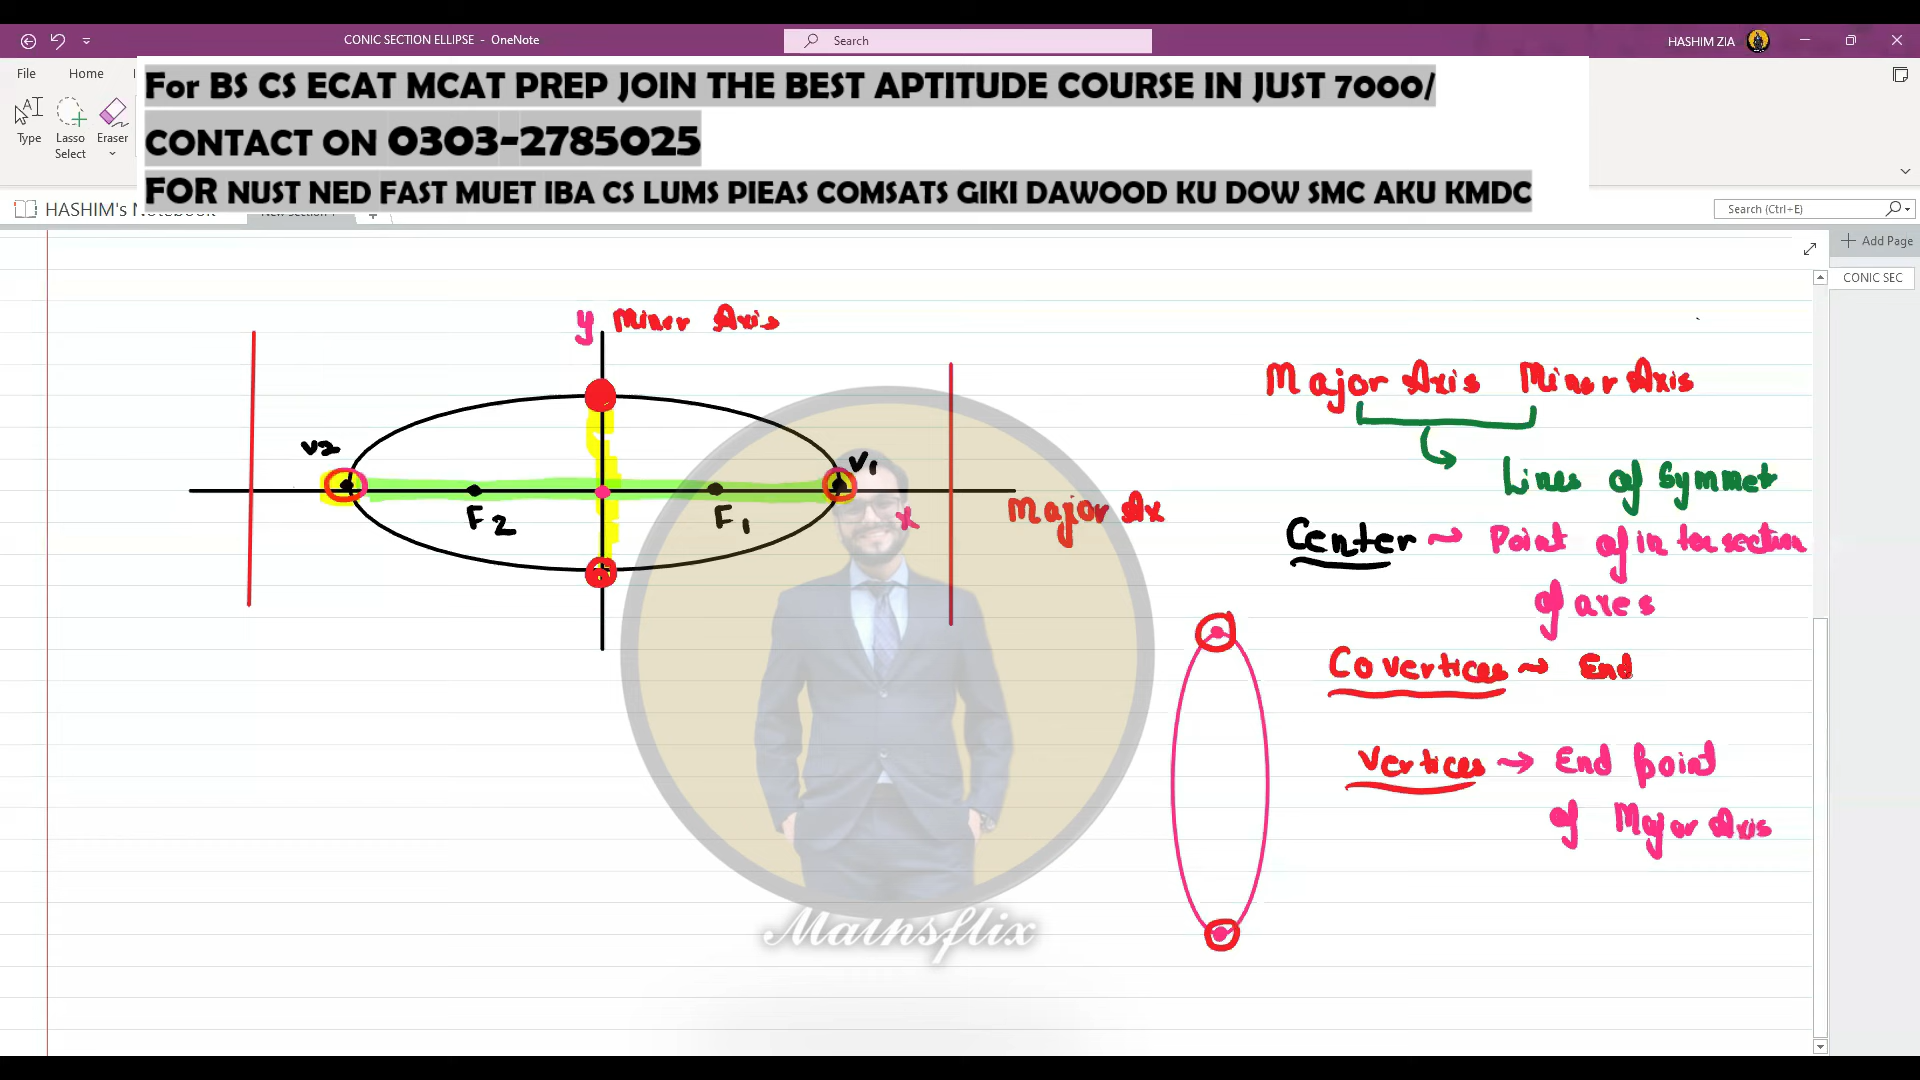 CONIC SECTION ELLIPSE - OneNote
Search
HASHIM ZIA
File
Home
For BS CS ECAT MCAT PREP JOIN THE BEST APTITUDE COURSE IN JUST 7000/
CONTACT ON 0303-2785025
FOR NUST NED FAST MUET IBA CS LUMS PIEAS COMSATS GIKI DAWOOD KU DOW SMC AKU KMDC
Type
Lasso Select
Eraser
HASHIM's Notebook
Search (Ctrl+E)
Add Page
CONIC SEC
y Minor Axis
Major Axis Minor Axis
V2
V1
Lines of Symmet
F2
F1
x
Major Ax
Center → Point of intersection
of axes
Covertices → End
Vertices → End point
of Major Axis
Mathsflix